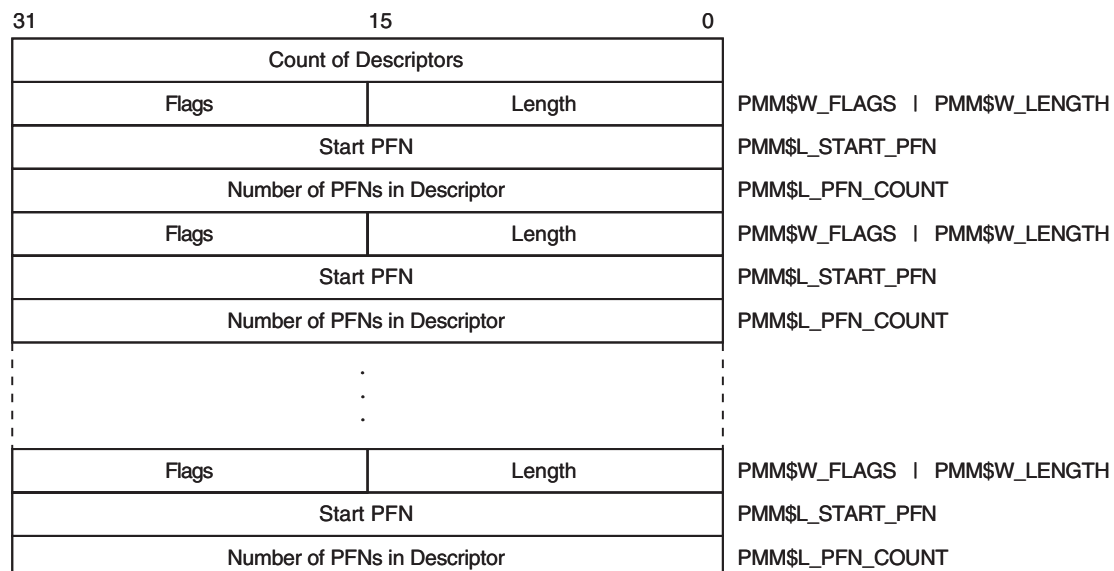 31 15 0
Count of Descriptors
Flags Length PMM$W_FLAGS | PMM$W_LENGTH
Start PFN PMM$L_START_PFN
Number of PFNs in Descriptor PMM$L_PFN_COUNT
Flags Length PMM$W_FLAGS | PMM$W_LENGTH
Start PFN PMM$L_START_PFN
Number of PFNs in Descriptor PMM$L_PFN_COUNT
.
.
.
Flags Length PMM$W_FLAGS | PMM$W_LENGTH
Start PFN PMM$L_START_PFN
Number of PFNs in Descriptor PMM$L_PFN_COUNT